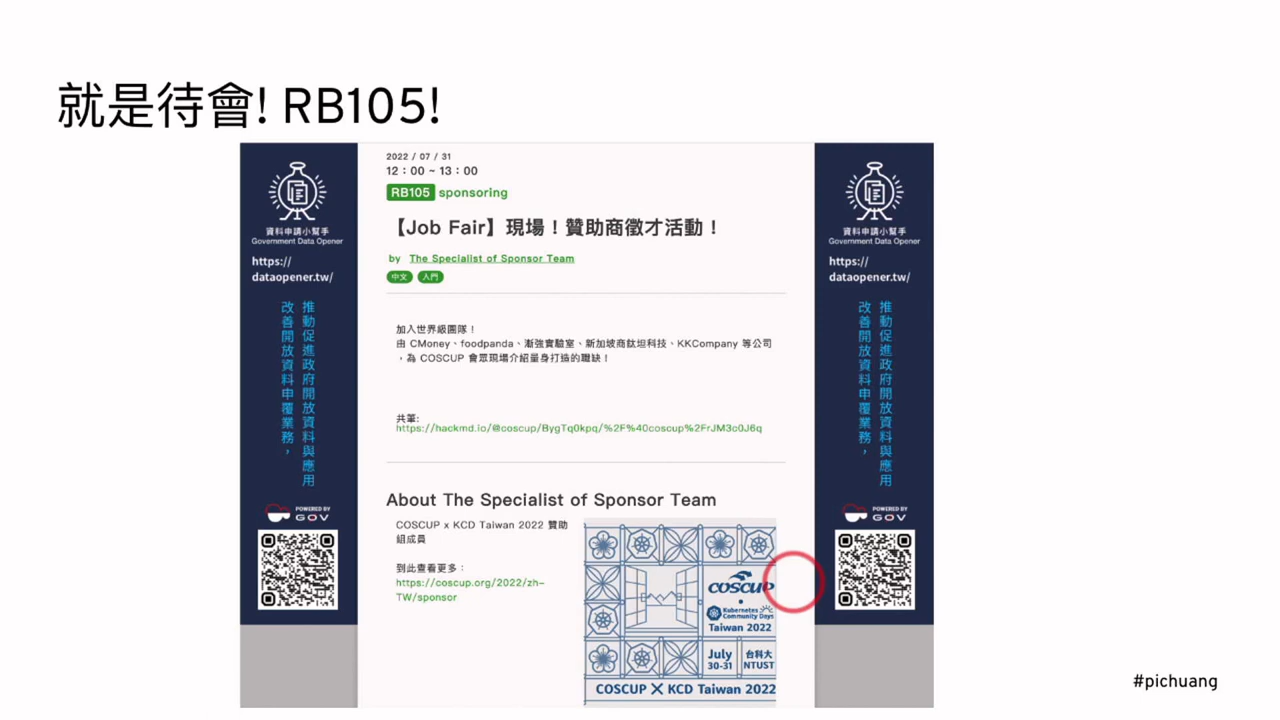 就是待會! RB105!
資料申請小幫手
Government Data Opener
https://
dataopener.tw/
推動促進政府開放資料與應用
改善開放資料申覆業務，
POWERED BY
GOV
2022 / 07 / 31
12：00 ~ 13：00
RB105 sponsoring
【Job Fair】現場！贊助商徵才活動！
by The Specialist of Sponsor Team
中文 入門
加入世界級團隊！
由 CMoney、foodpanda、漸強實驗室、新加坡商鈦坦科技、KKCompany 等公司
，為 COSCUP 會眾現場介紹量身打造的職缺！
共筆:
https://hackmd.io/@coscup/BygTq0kpq/%2F%40coscup%2FrJM3c0J6q
About The Specialist of Sponsor Team
COSCUP x KCD Taiwan 2022 贊助
組成員
到此查看更多：
https://coscup.org/2022/zh-
TW/sponsor
COSCUP
Kubernetes
Community Days
Taiwan 2022
July
30-31
台科大
NTUST
COSCUP X KCD Taiwan 2022
資料申請小幫手
Government Data Opener
https://
dataopener.tw/
推動促進政府開放資料與應用
改善開放資料申覆業務，
POWERED BY
GOV
#pichuang